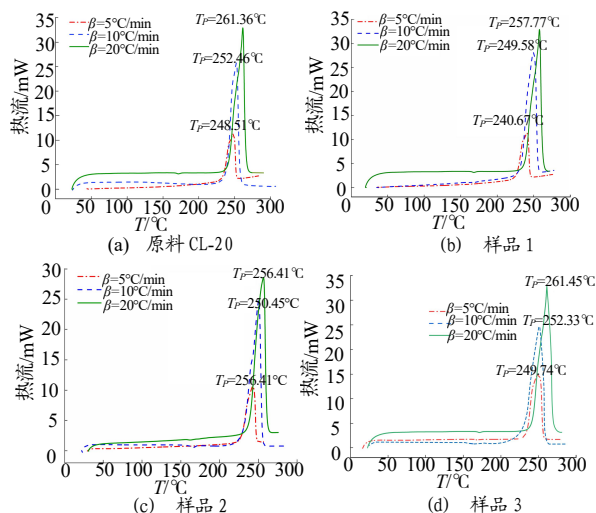 35
30
25
20
15
10
5
0
热流/mW
β=5°C/min
β=10°C/min
β=20°C/min
TP=261.36°C
TP=252.46°C
TP=248.51°C
0 50 100 150 200 250 300
T/°C
(a) 原料CL-20
35
30
25
20
15
10
5
0
热流/mW
β=5°C/min
β=10°C/min
β=20°C/min
TP=257.77°C
TP=249.58°C
TP=240.67°C
0 50 100 150 200 250 300
T/°C
(b) 样品1
30
25
20
15
10
5
0
热流/mW
β=5°C/min
β=10°C/min
β=20°C/min
TP=256.41°C
TP=250.45°C
TP=256.41°C
0 50 100 150 200 250 300
T/°C
(c) 样品2
35
30
25
20
15
10
5
0
热流/mW
β=5°C/min
β=10°C/min
β=20°C/min
TP=261.45°C
TP=252.33°C
TP=249.74°C
0 50 100 150 200 250 300
T/°C
(d) 样品3